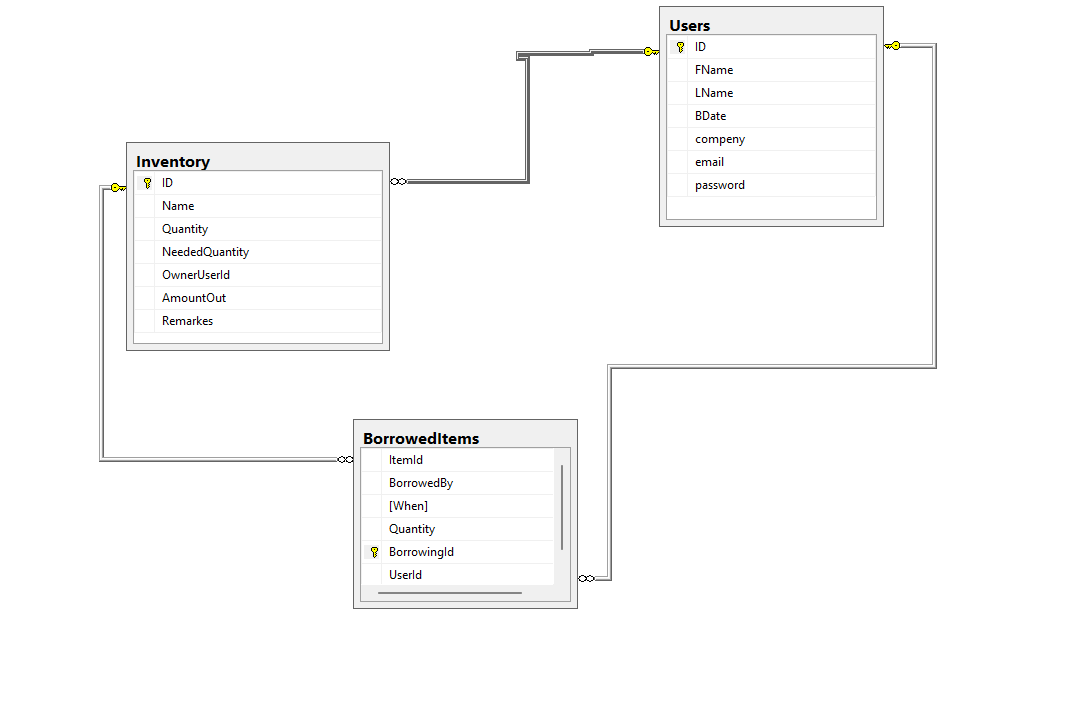 Users
ID
FName
LName
BDate
compeny
email
password
Inventory
ID
Name
Quantity
NeededQuantity
OwnerUserId
AmountOut
Remarkes
BorrowedItems
ItemId
BorrowedBy
[When]
Quantity
BorrowingId
UserId